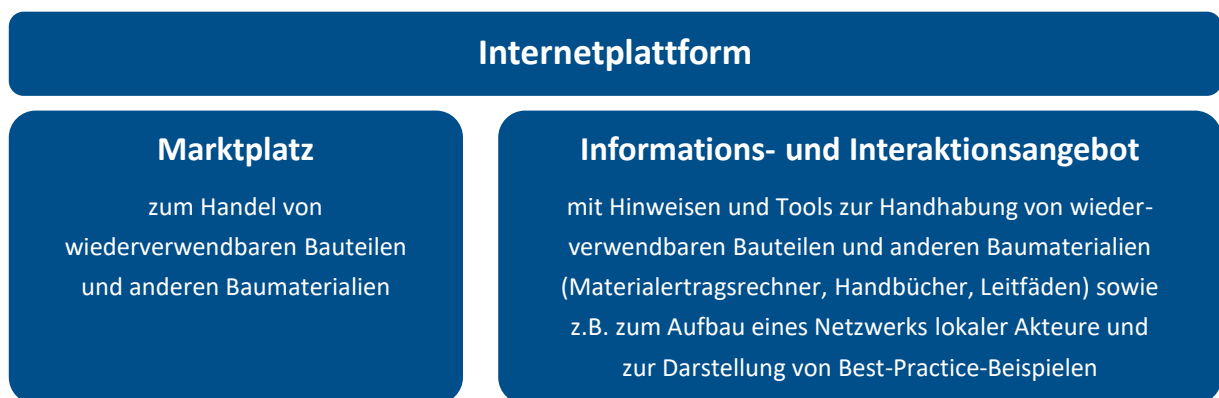 Internetplattform
Marktplatz
zum Handel von
wiederverwendbaren Bauteilen
und anderen Baumaterialien
Informations- und Interaktionsangebot
mit Hinweisen und Tools zur Handhabung von wieder-
verwendbaren Bauteilen und anderen Baumaterialien
(Materialertragsrechner, Handbücher, Leitfäden) sowie
z.B. zum Aufbau eines Netzwerks lokaler Akteure und
zur Darstellung von Best-Practice-Beispielen